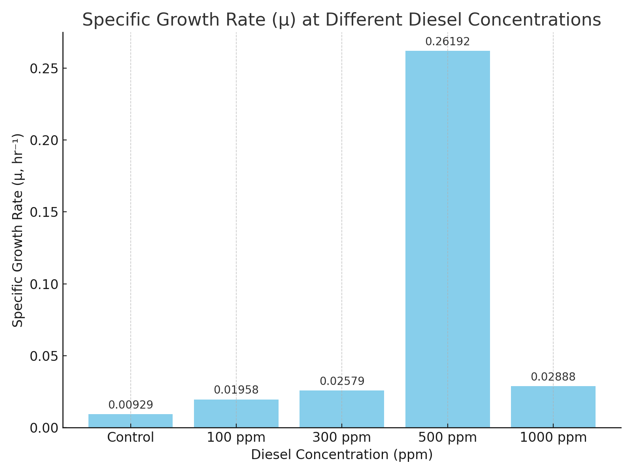 Specific Growth Rate (μ) at Different Diesel Concentrations
0.26192
0.25
0.20
0.15
0.10
0.05
0.00
Specific Growth Rate (μ, hr⁻¹)
0.00929
0.01958
0.02579
0.02888
Control 100 ppm 300 ppm 500 ppm 1000 ppm
Diesel Concentration (ppm)